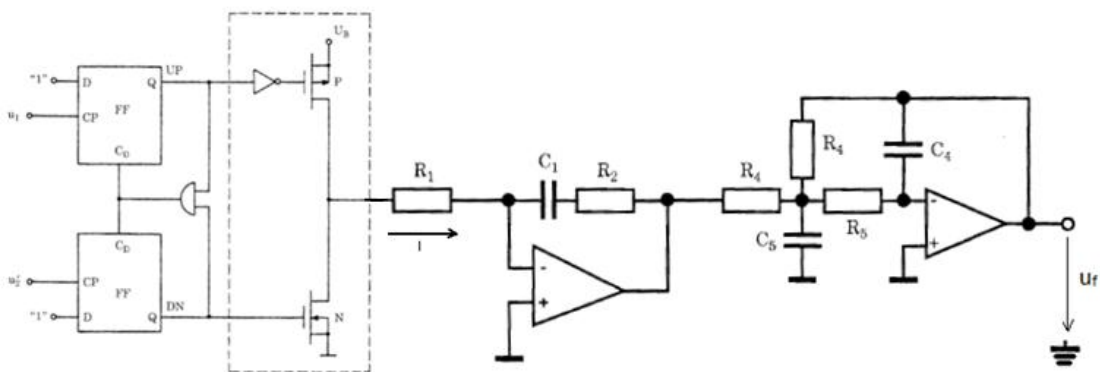 U_B
UP
"1"
D
Q
FF
P
u_1
CP
C_D
R_1
C_1
R_2
R_4
R_4
C_4
R_5
C_5
-
+
-
+
I
C_D
u_2'
CP
FF
DN
"1"
D
Q
N
u_f